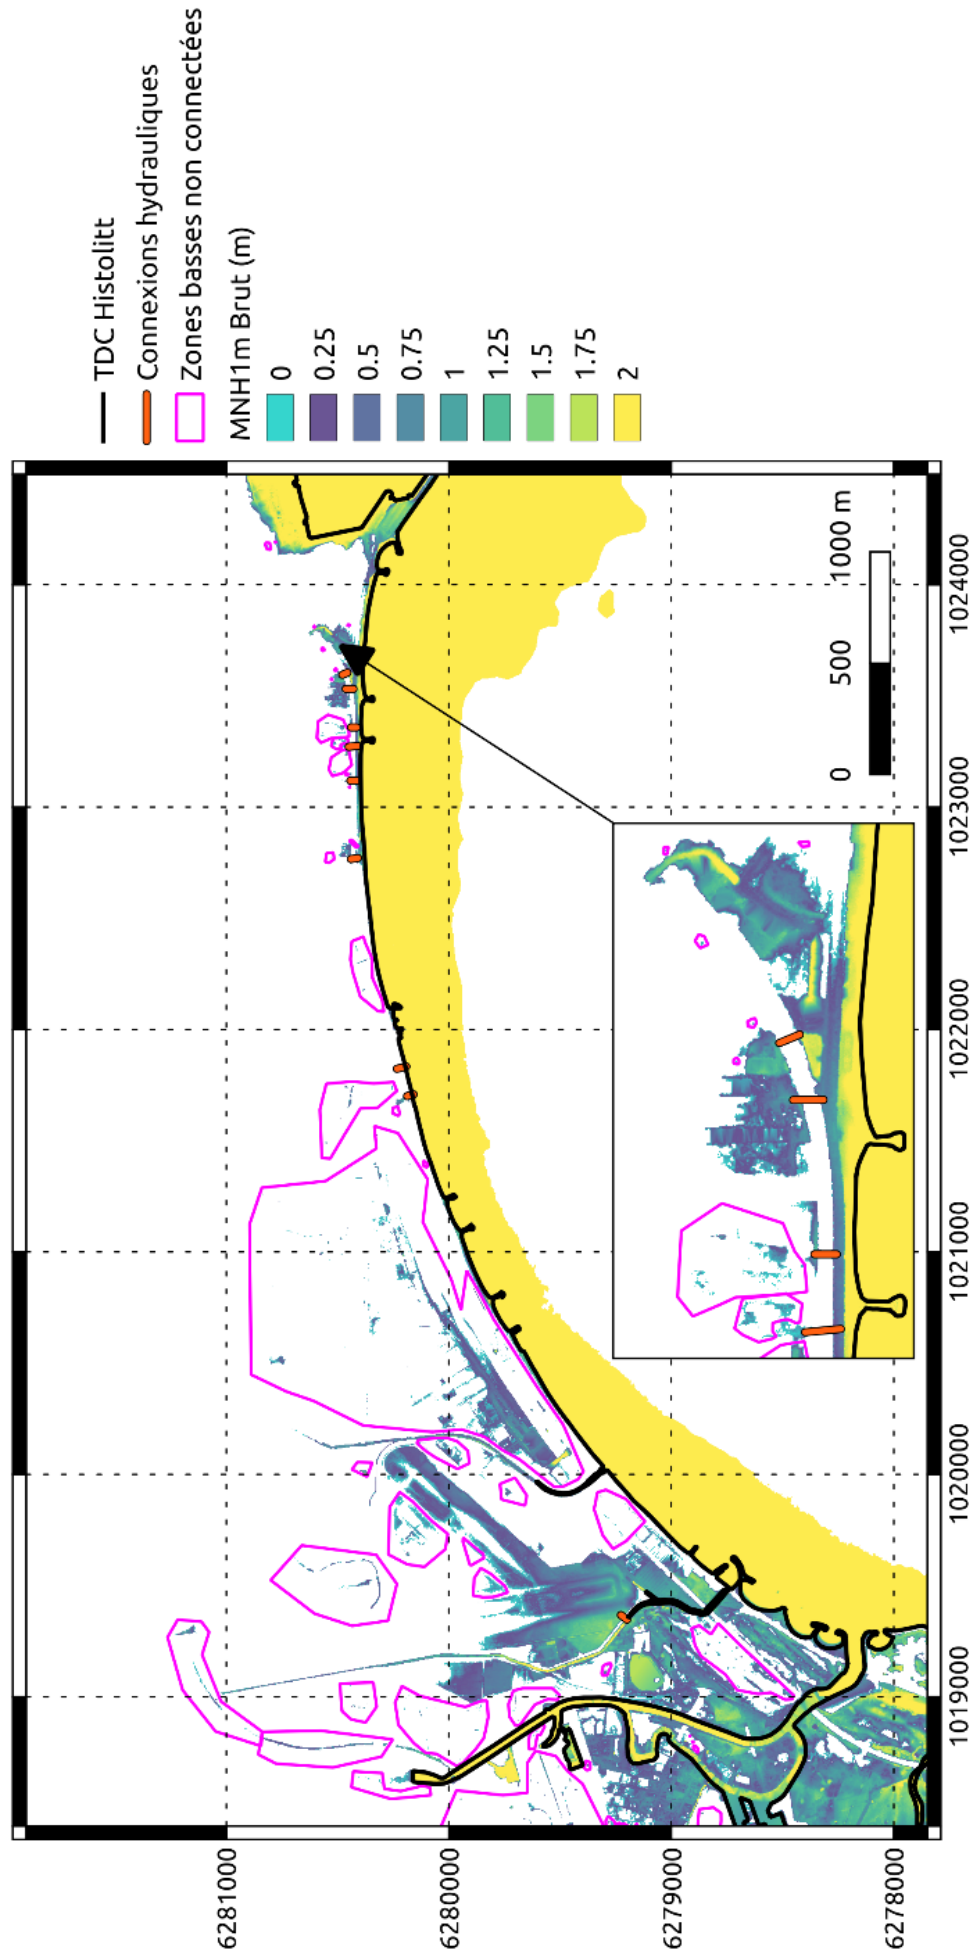 TDC Histolitt
Connexions hydrauliques
Zones basses non connectées
MNH1m Brut (m)
0
0.25
0.5
0.75
1
1.25
1.5
1.75
2
6281000
6280000
6279000
6278000
0 500 1000 m
1019000 1020000 1021000 1022000 1023000 1024000